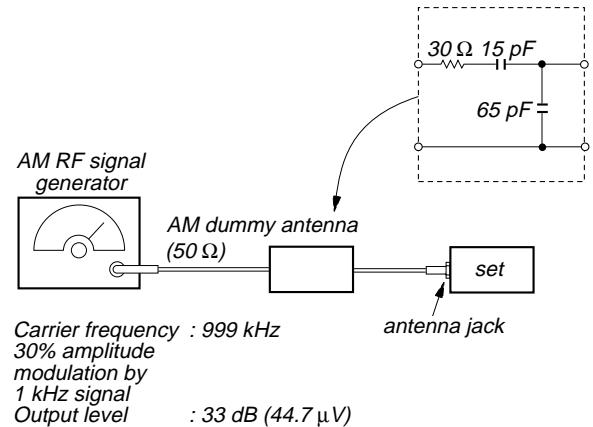 30 Ω 15 pF
65 pF
AM RF signal
generator
AM dummy antenna
(50 Ω)
set
antenna jack
Carrier frequency : 999 kHz
30% amplitude
modulation by
1 kHz signal
Output level : 33 dB (44.7 μV)